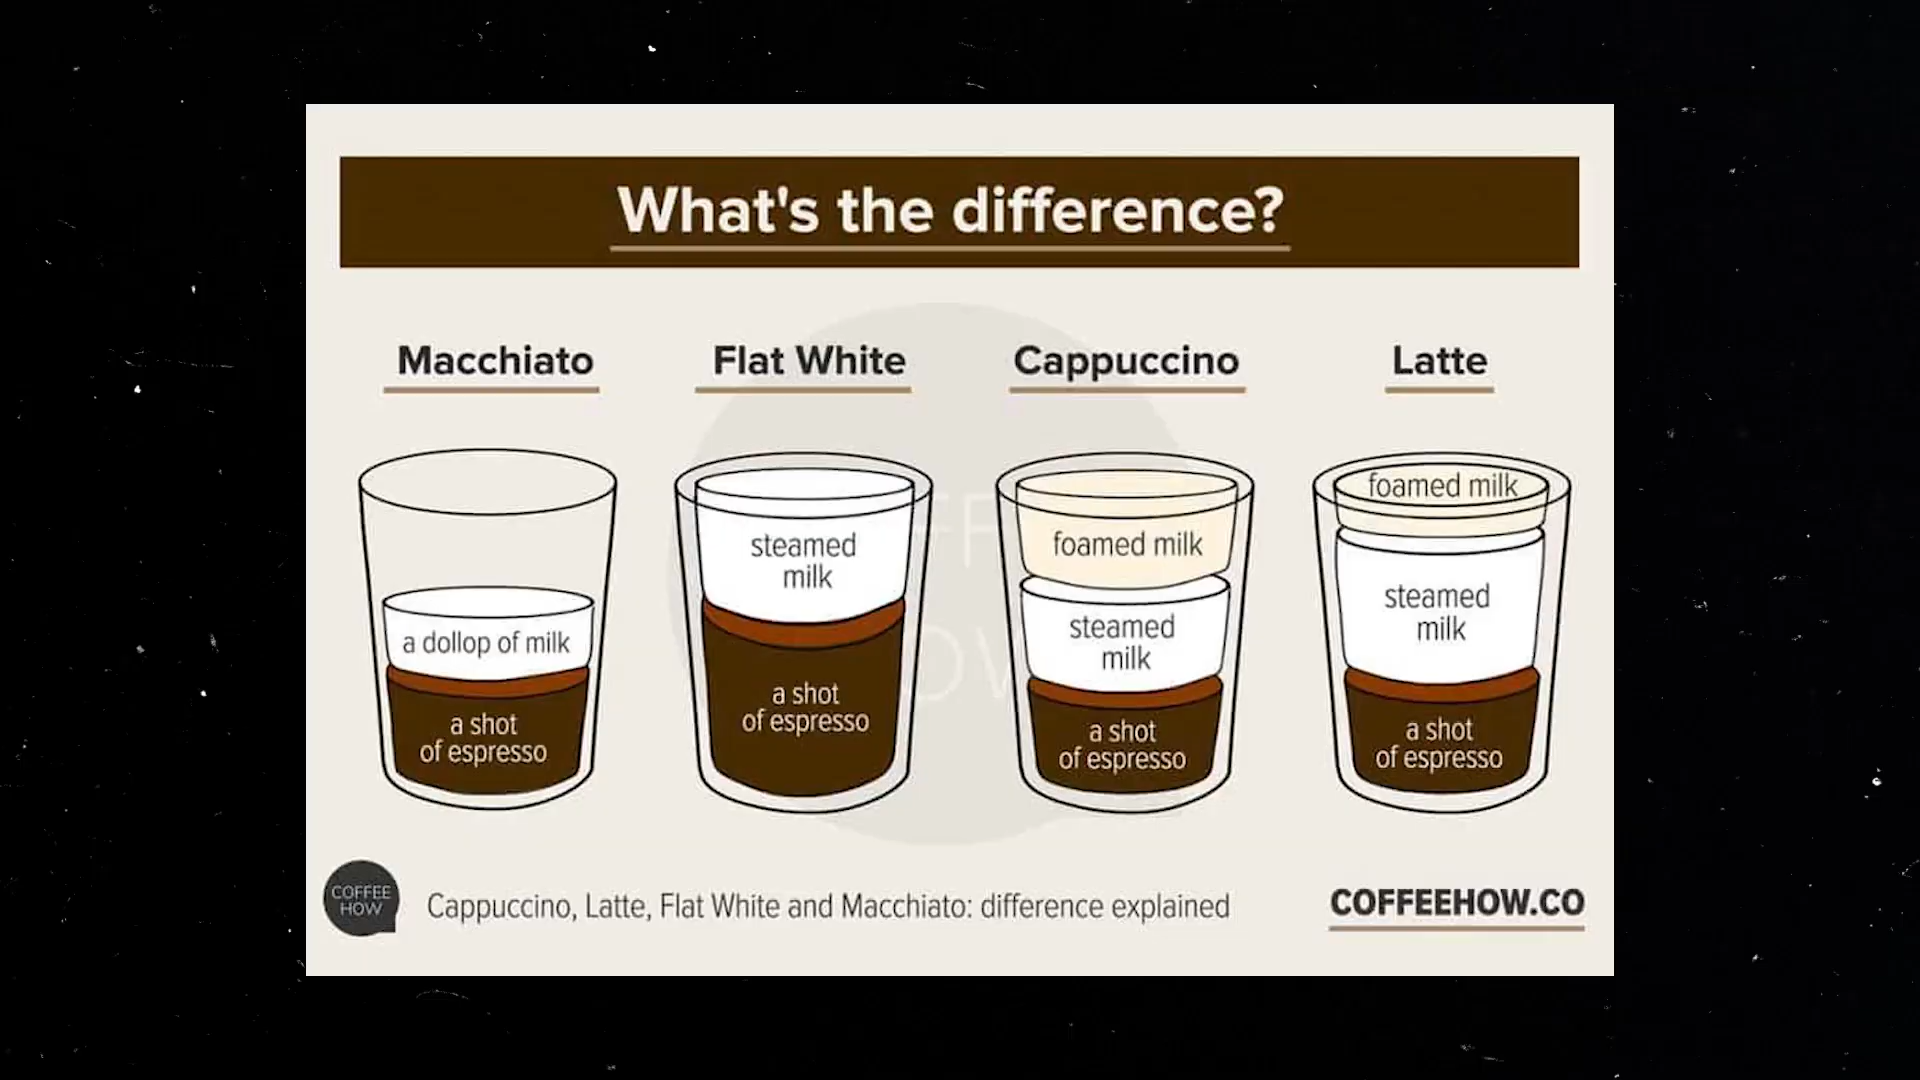 What's the difference?
Macchiato
Flat White
Cappuccino
Latte
a dollop of milk
a shot
of espresso
steamed
milk
a shot
of espresso
foamed milk
steamed
milk
a shot
of espresso
foamed milk
steamed
milk
a shot
of espresso
COFFEE
HOW
Cappuccino, Latte, Flat White and Macchiato: difference explained
COFFEEHOW.CO